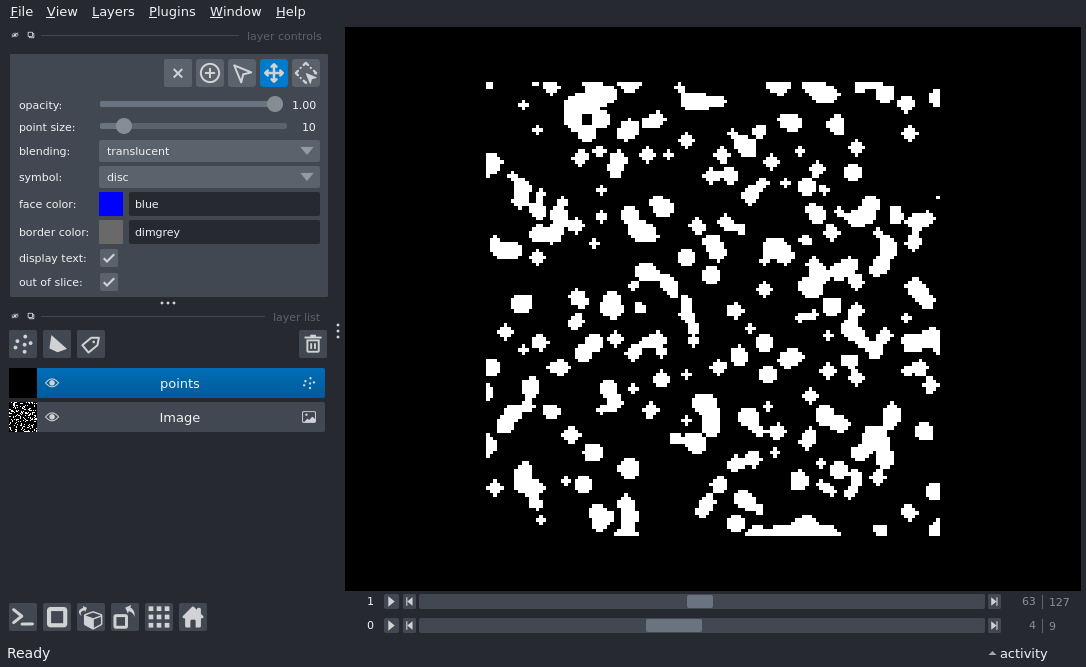 File View Layers Plugins Window Help
layer controls
opacity: 1.00
point size: 10
blending: translucent
symbol: disc
face color: blue
border color: dimgrey
display text:
out of slice:
layer list
points
Image
1 63 127
0 4 9
Ready activity